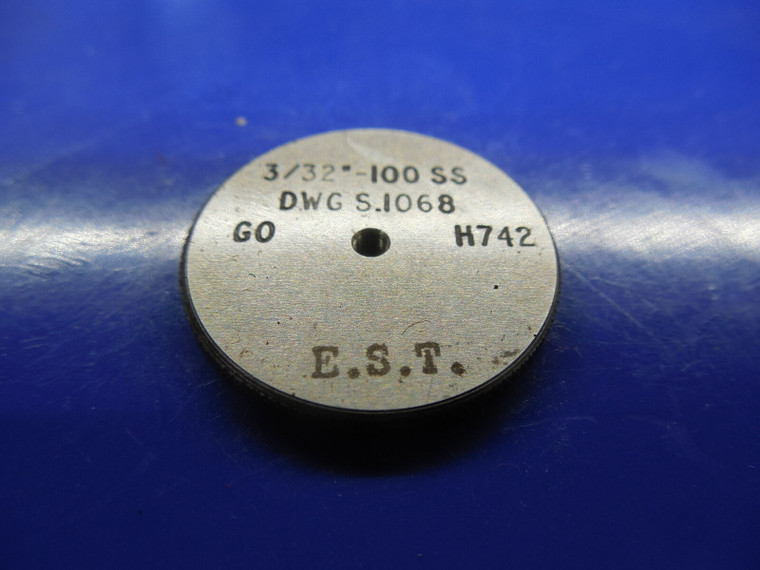 3/32"-100 SS
DWG S.1068
GO H742
E.S.T.